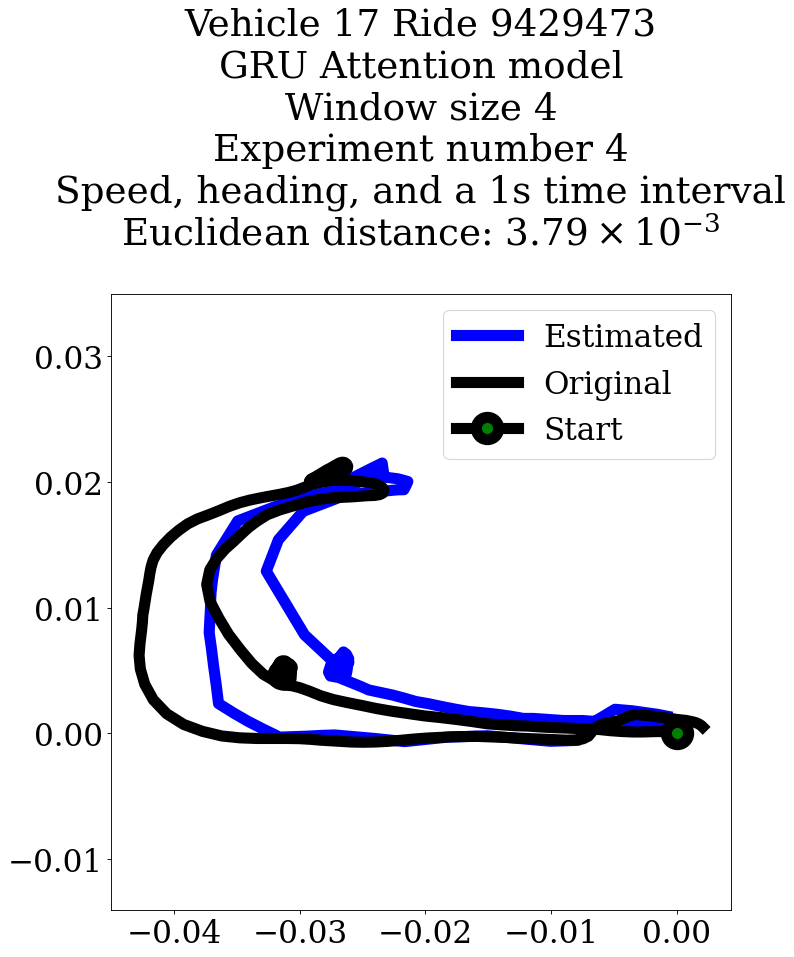 Vehicle 17 Ride 9429473
GRU Attention model
Window size 4
Experiment number 4
Speed, heading, and a 1s time interval
Euclidean distance: 3.79 × 10⁻³
Estimated
Original
Start
0.03
0.02
0.01
0.00
−0.01
−0.04 −0.03 −0.02 −0.01 0.00